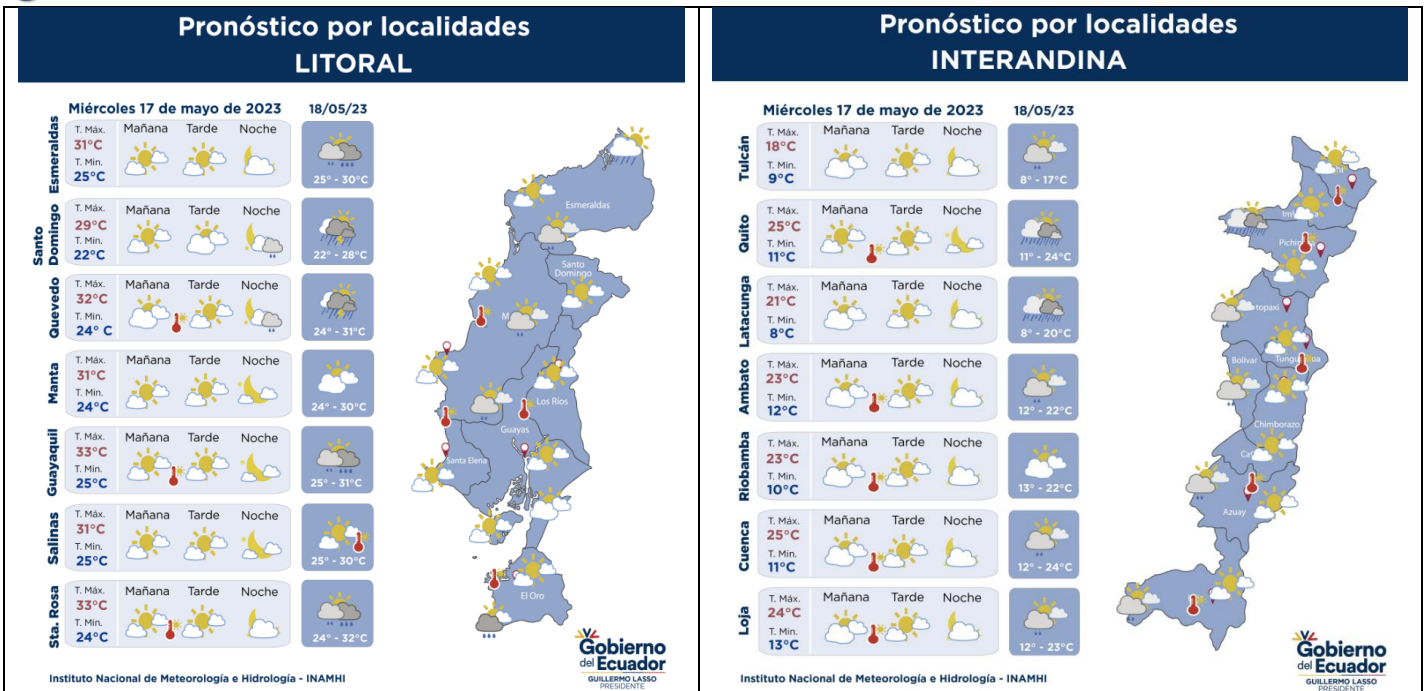 Pronóstico por localidades
LITORAL
Miércoles 17 de mayo de 2023
18/05/23
Esmeraldas
T. Máx.
31°C
T. Min.
25°C
Mañana Tarde Noche
25° - 30°C
Santo
Domingo
T. Máx.
29°C
T. Min.
22°C
Mañana Tarde Noche
22° - 28°C
Quevedo
T. Máx.
32°C
T. Min.
24° C
Mañana Tarde Noche
24° - 31°C
Manta
T. Máx.
31°C
T. Min.
24°C
Mañana Tarde Noche
24° - 30°C
Guayaquil
T. Máx.
33°C
T. Min.
25°C
Mañana Tarde Noche
25° - 31°C
Salinas
T. Máx.
31°C
T. Min.
25°C
Mañana Tarde Noche
25° - 30°C
Sta. Rosa
T. Máx.
33°C
T. Min.
24°C
Mañana Tarde Noche
24° - 32°C
Esmeraldas
Santo
Domingo
M
Los Ríos
Guayas
Santa Elena
El Oro
Instituto Nacional de Meteorología e Hidrología - INAMHI
Gobierno
del Ecuador
GUILLERMO LASSO
PRESIDENTE
Pronóstico por localidades
INTERANDINA
Miércoles 17 de mayo de 2023
18/05/23
Tulcán
T. Máx.
18°C
T. Min.
9°C
Mañana Tarde Noche
8° - 17°C
Quito
T. Máx.
25°C
T. Min.
11°C
Mañana Tarde Noche
11° - 24°C
Latacunga
T. Máx.
21°C
T. Min.
8°C
Mañana Tarde Noche
8° - 20°C
Ambato
T. Máx.
23°C
T. Min.
12°C
Mañana Tarde Noche
12° - 22°C
Riobamba
T. Máx.
23°C
T. Min.
10°C
Mañana Tarde Noche
13° - 22°C
Cuenca
T. Máx.
25°C
T. Min.
11°C
Mañana Tarde Noche
12° - 24°C
Loja
T. Máx.
24°C
T. Min.
13°C
Mañana Tarde Noche
12° - 23°C
Imb
Pichin
topaxi
Bolívar
Tungu ua
Chimborazo
Ca
Azuay
Instituto Nacional de Meteorología e Hidrología - INAMHI
Gobierno
del Ecuador
GUILLERMO LASSO
PRESIDENTE